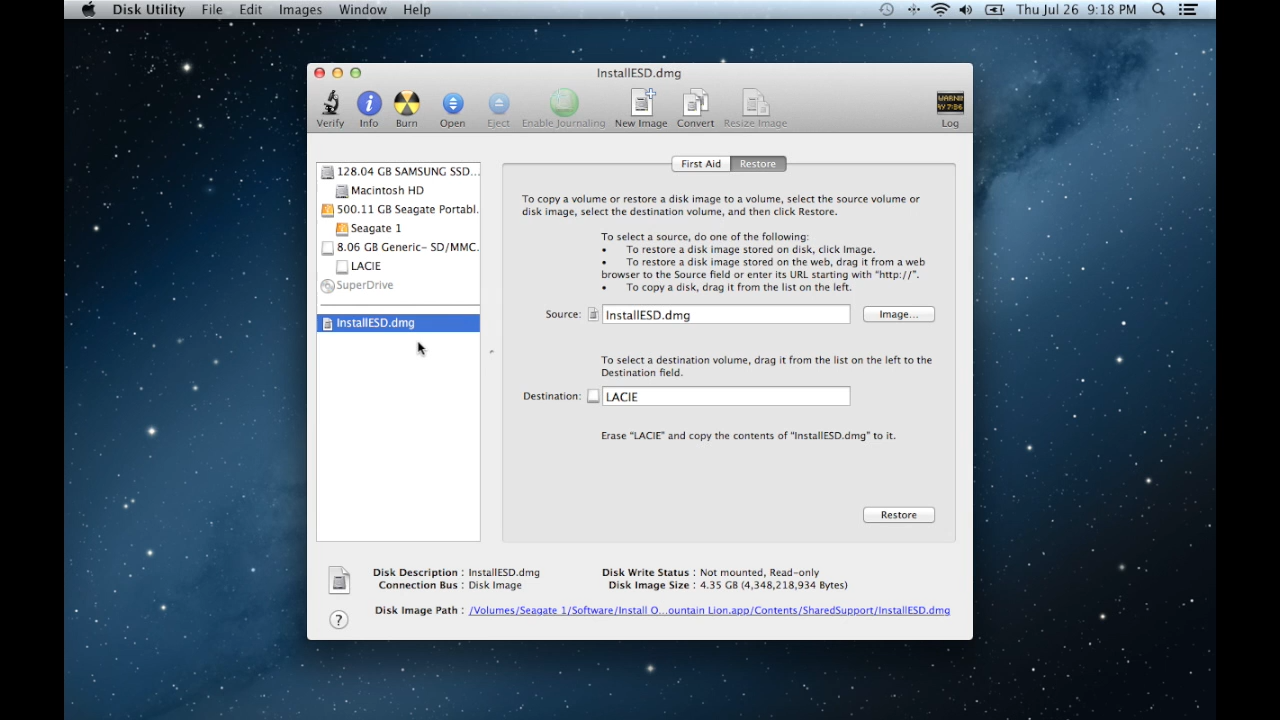 Disk Utility File Edit Images Window Help Thu Jul 26 9:18 PM
InstallESD.dmg
Verify Info Burn Open Eject Enable Journaling New Image Convert Resize Image Log
WARNIN
AY 7:36
128.04 GB SAMSUNG SSD...
Macintosh HD
500.11 GB Seagate Portabl.
Seagate 1
8.06 GB Generic- SD/MMC.
LACIE
SuperDrive
InstallESD.dmg
First Aid Restore
To copy a volume or restore a disk image to a volume, select the source volume or
disk image, select the destination volume, and then click Restore.
To select a source, do one of the following:
• To restore a disk image stored on disk, click Image.
• To restore a disk image stored on the web, drag it from a web
browser to the Source field or enter its URL starting with “http://”.
• To copy a disk, drag it from the list on the left.
Source: InstallESD.dmg Image...
To select a destination volume, drag it from the list on the left to the
Destination field.
Destination: LACIE
Erase “LACIE” and copy the contents of “InstallESD.dmg” to it.
Restore
Disk Description : InstallESD.dmg
Connection Bus : Disk Image
Disk Write Status : Not mounted, Read-only
Disk Image Size : 4.35 GB (4,348,218,934 Bytes)
Disk Image Path : /Volumes/Seagate 1/Software/Install O...ountain Lion.app/Contents/SharedSupport/InstallESD.dmg
?